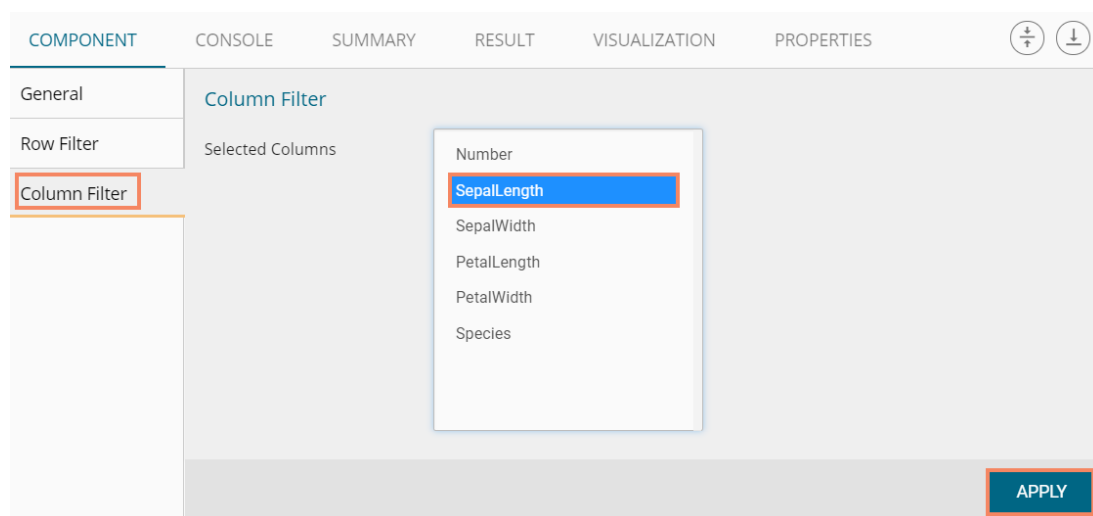 COMPONENT CONSOLE SUMMARY RESULT VISUALIZATION PROPERTIES
General
Column Filter
Row Filter
Selected Columns
Column Filter
Number
SepalLength
SepalWidth
PetalLength
PetalWidth
Species
APPLY